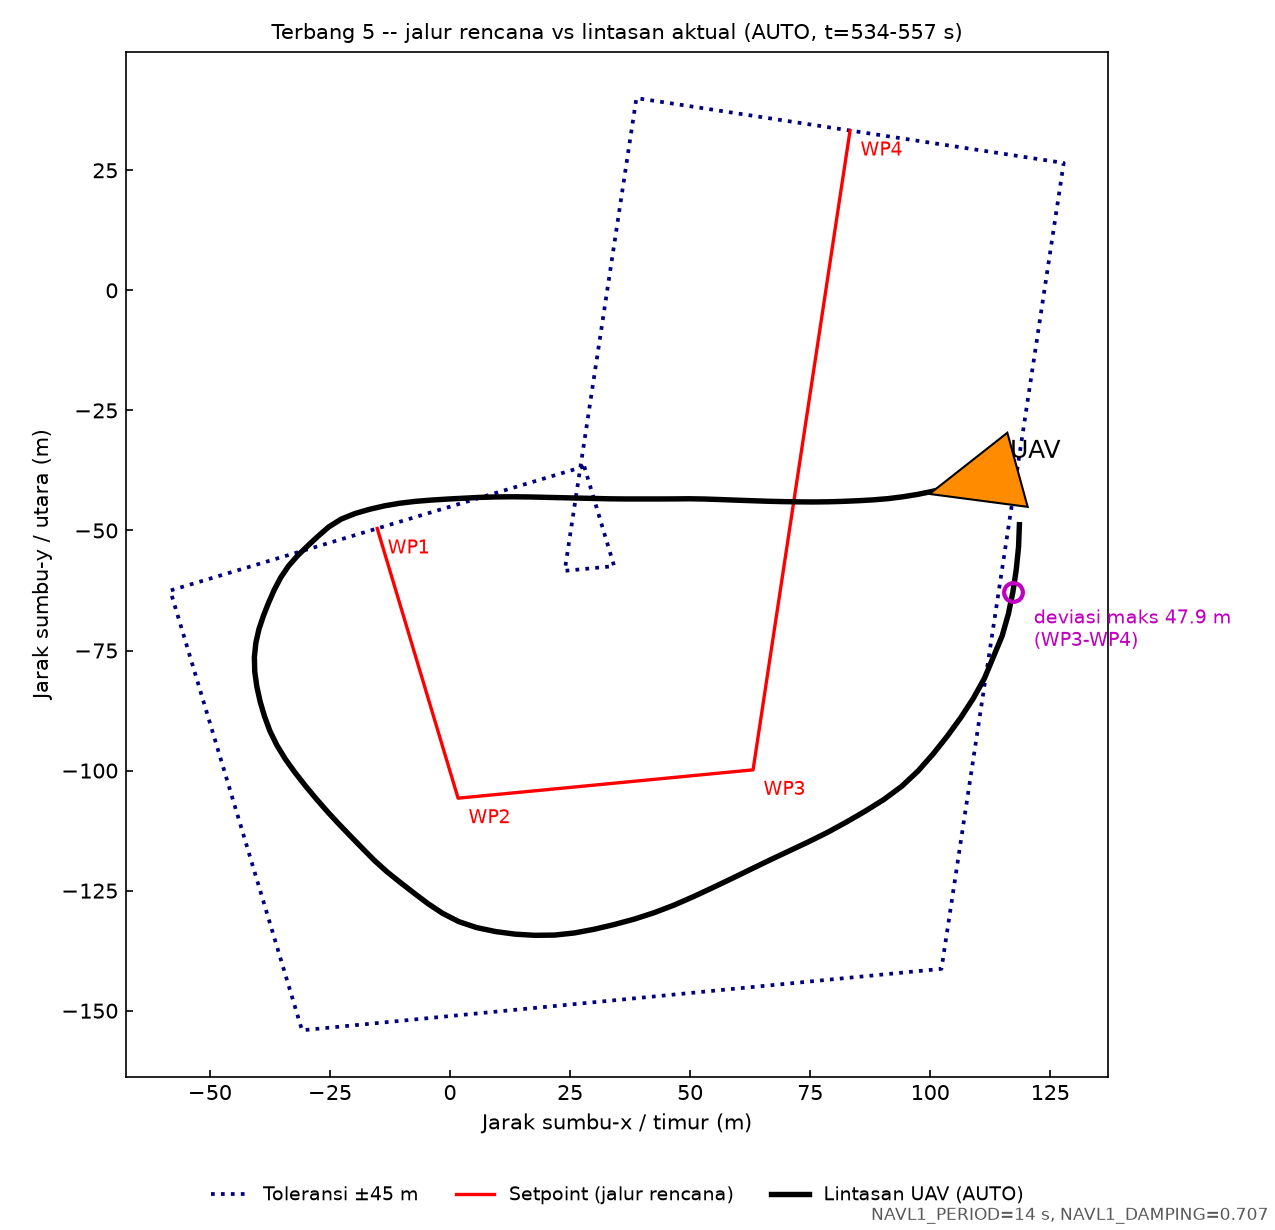 Terbang 5 -- jalur rencana vs lintasan aktual (AUTO, t=534-557 s)
Jarak sumbu-y / utara (m)
25
0
−25
−50
−75
−100
−125
−150
WP4
UAV
WP1
deviasi maks 47.9 m
(WP3-WP4)
WP3
WP2
−50
−25
0
25
50
75
100
125
Jarak sumbu-x / timur (m)
Toleransi ±45 m
Setpoint (jalur rencana)
Lintasan UAV (AUTO)
NAVL1_PERIOD=14 s, NAVL1_DAMPING=0.707